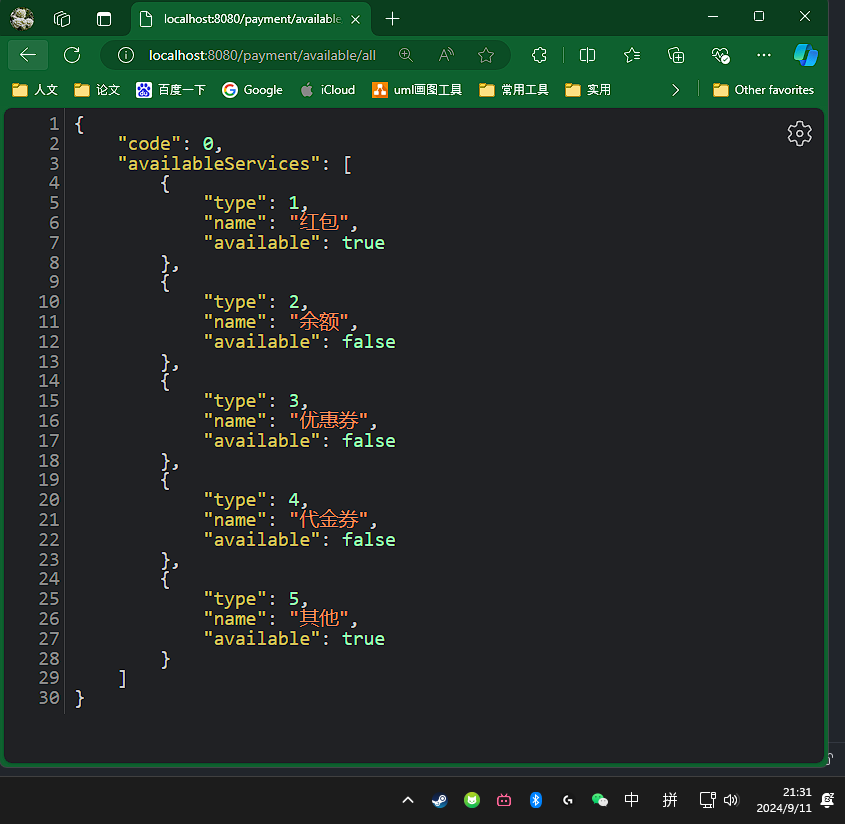 localhost:8080/payment/available
localhost:8080/payment/available/all
人文 论文 百度一下 Google iCloud uml画图工具 常用工具 实用 Other favorites
1 {
2 "code": 0,
3 "availableServices": [
4 {
5 "type": 1,
6 "name": "红包",
7 "available": true
8 },
9 {
10 "type": 2,
11 "name": "余额",
12 "available": false
13 },
14 {
15 "type": 3,
16 "name": "优惠券",
17 "available": false
18 },
19 {
20 "type": 4,
21 "name": "代金券",
22 "available": false
23 },
24 {
25 "type": 5,
26 "name": "其他",
27 "available": true
28 }
29 ]
30 }
中 拼 21:31
2024/9/11